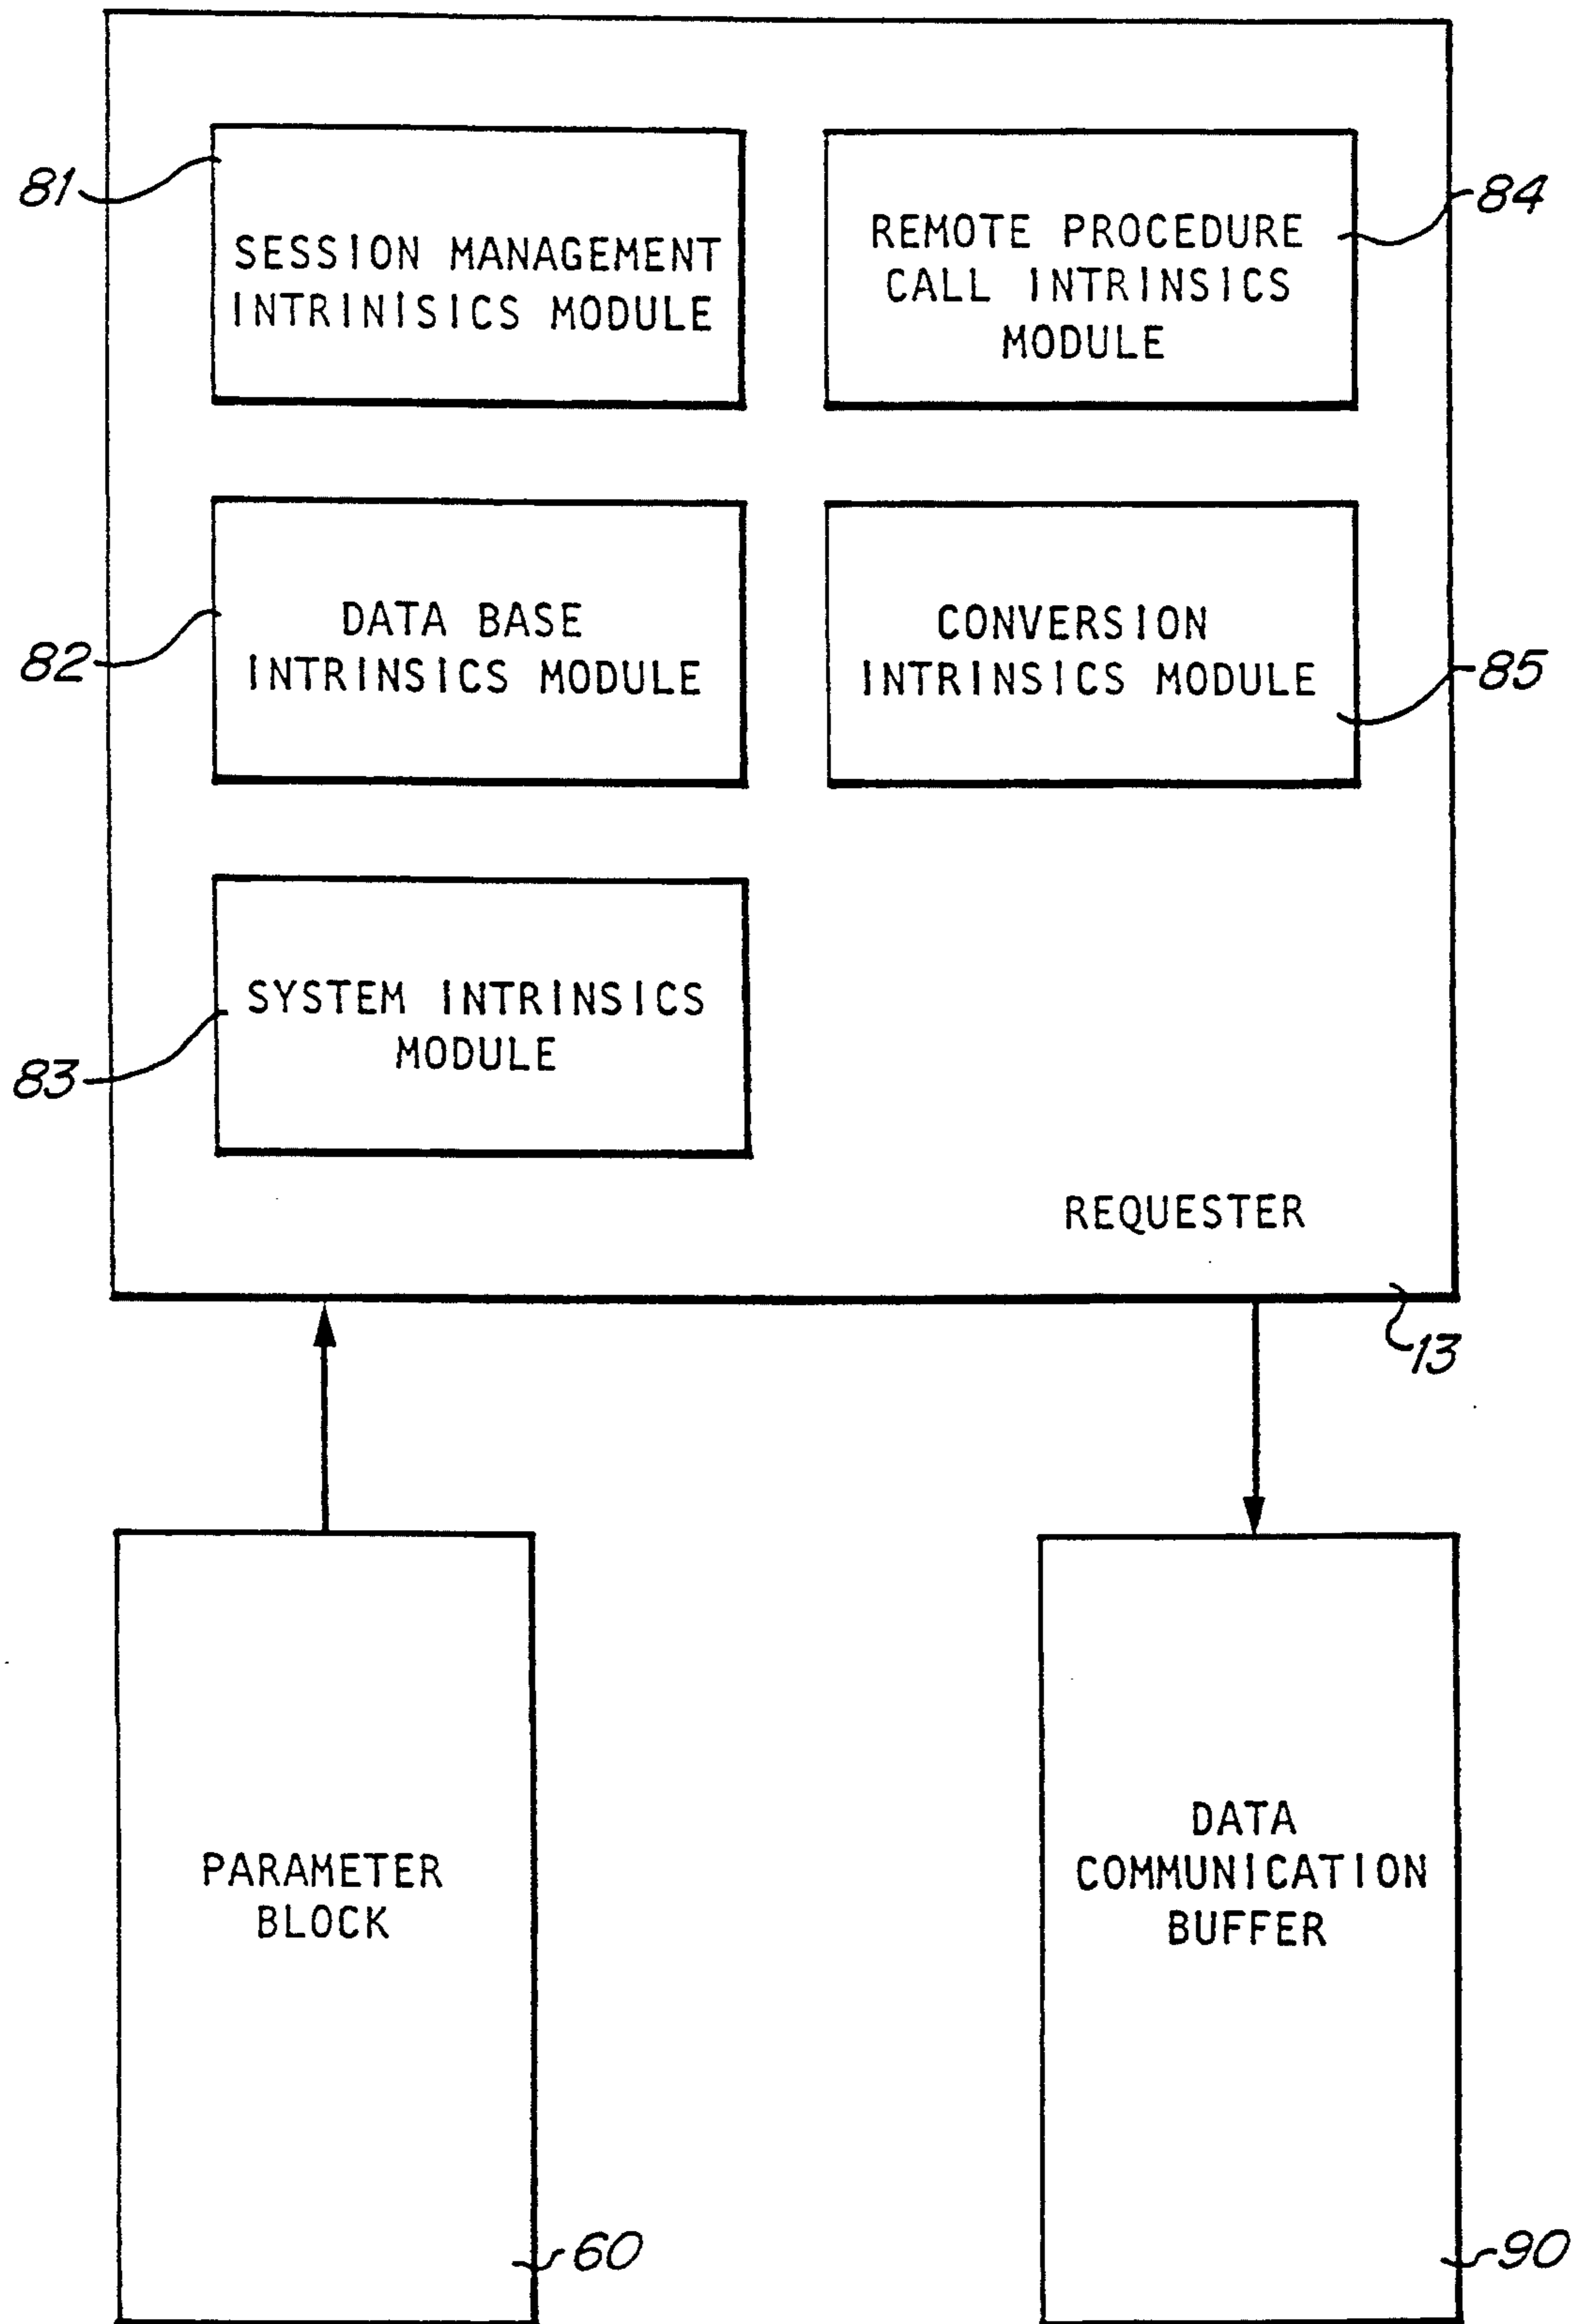 81
SESSION MANAGEMENT
INTRINISICS MODULE
84
REMOTE PROCEDURE
CALL INTRINSICS
MODULE
82
DATA BASE
INTRINSICS MODULE
85
CONVERSION
INTRINSICS MODULE
83
SYSTEM INTRINSICS
MODULE
REQUESTER
13
PARAMETER
BLOCK
60
DATA
COMMUNICATION
BUFFER
90